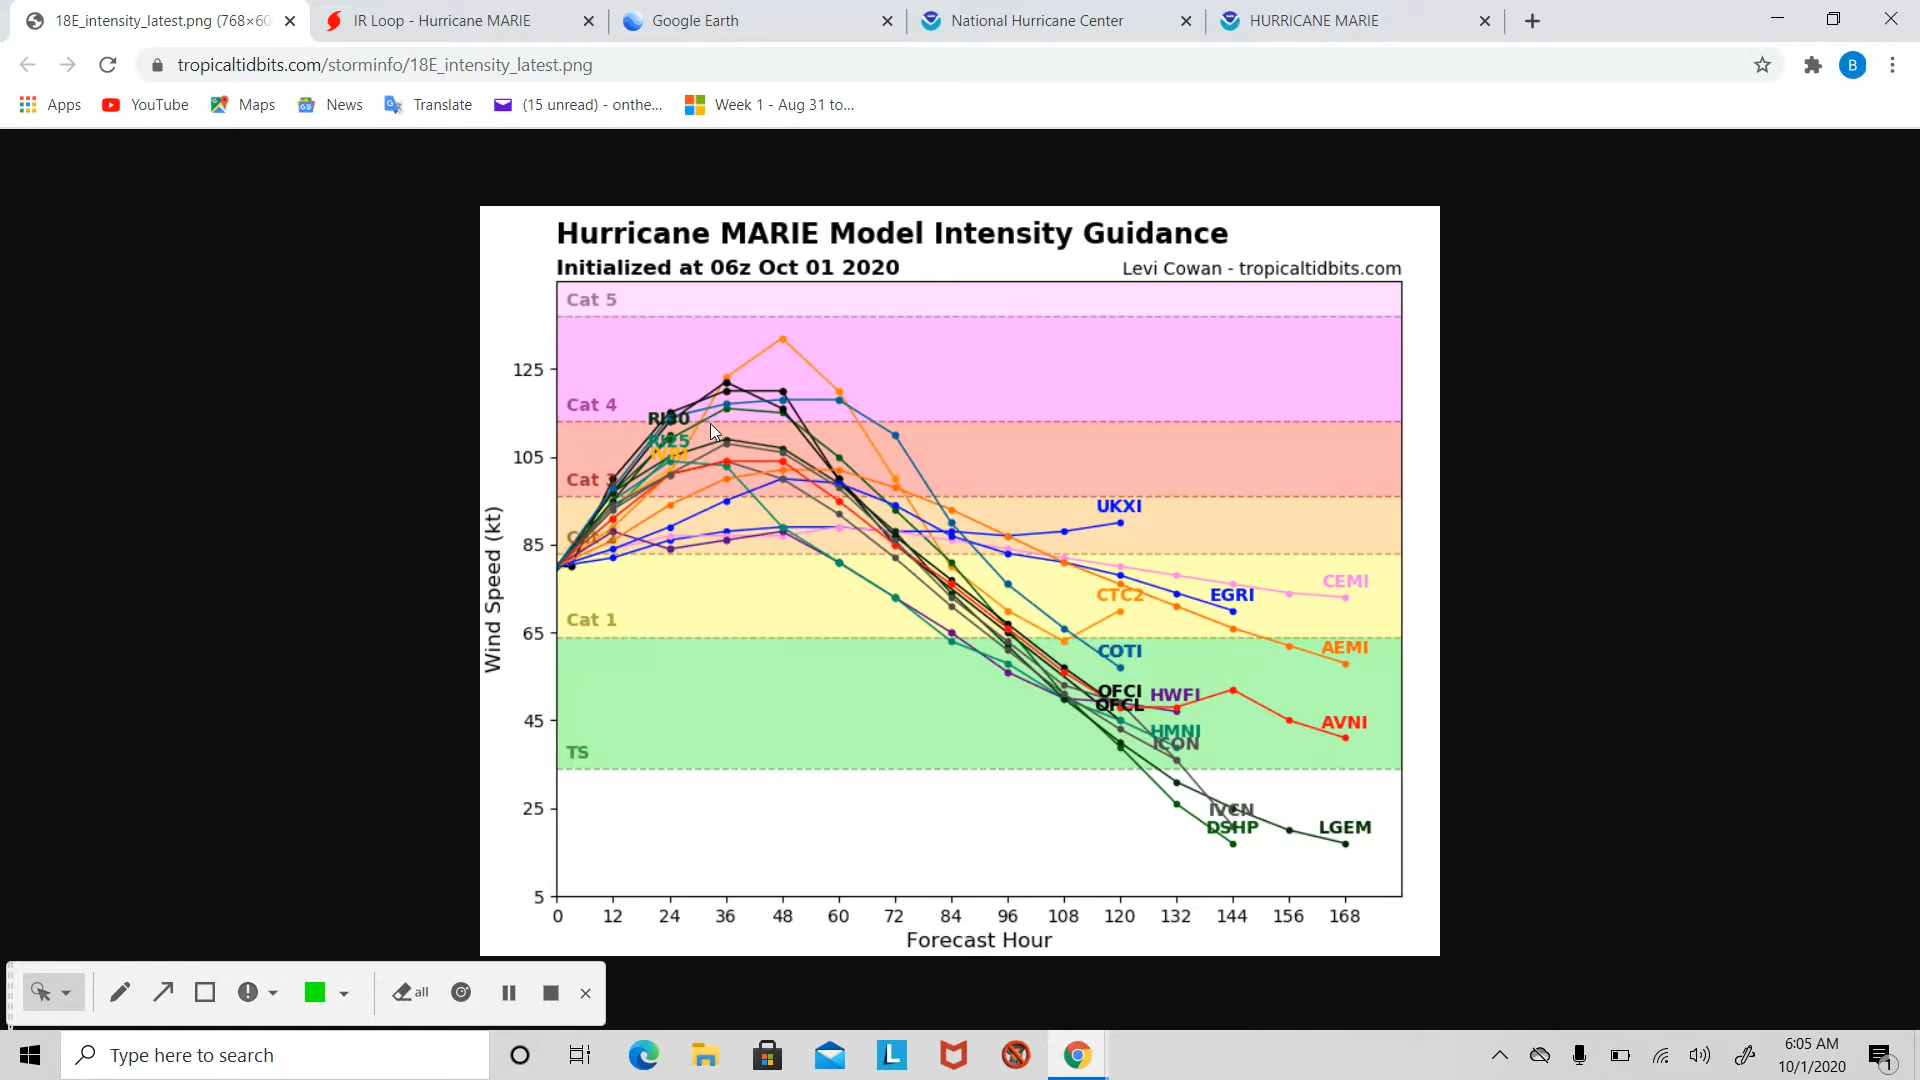 18E_intensity_latest.png (768×60
IR Loop - Hurricane MARIE
Google Earth
National Hurricane Center
HURRICANE MARIE
tropicaltidbits.com/storminfo/18E_intensity_latest.png
B
Apps
YouTube
Maps
News
Translate
(15 unread) - onthe...
Week 1 - Aug 31 to...
Hurricane MARIE Model Intensity Guidance
Initialized at 06z Oct 01 2020
Levi Cowan - tropicaltidbits.com
Cat 5
125
Cat 4
RI30
RI25
IVRI
105
Cat
UKXI
85
CEMI
CTC2
EGRI
Cat 1
65
AEMI
COTI
OFCI
HWFI
OFCL
45
AVNI
HMNI
ICON
TS
25
IVCN
DSHP
LGEM
5
Wind Speed (kt)
0 12 24 36 48 60 72 84 96 108 120 132 144 156 168
Forecast Hour
all
Type here to search
6:05 AM
10/1/2020
1